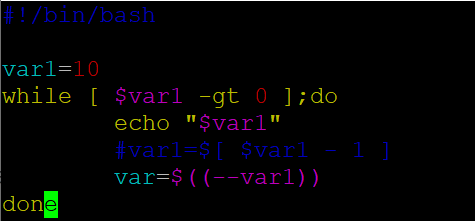 #!/bin/bash
var1=10
while [ $var1 -gt 0 ];do
echo "$var1"
#var1=$[ $var1 - 1 ]
var=$((--var1))
done